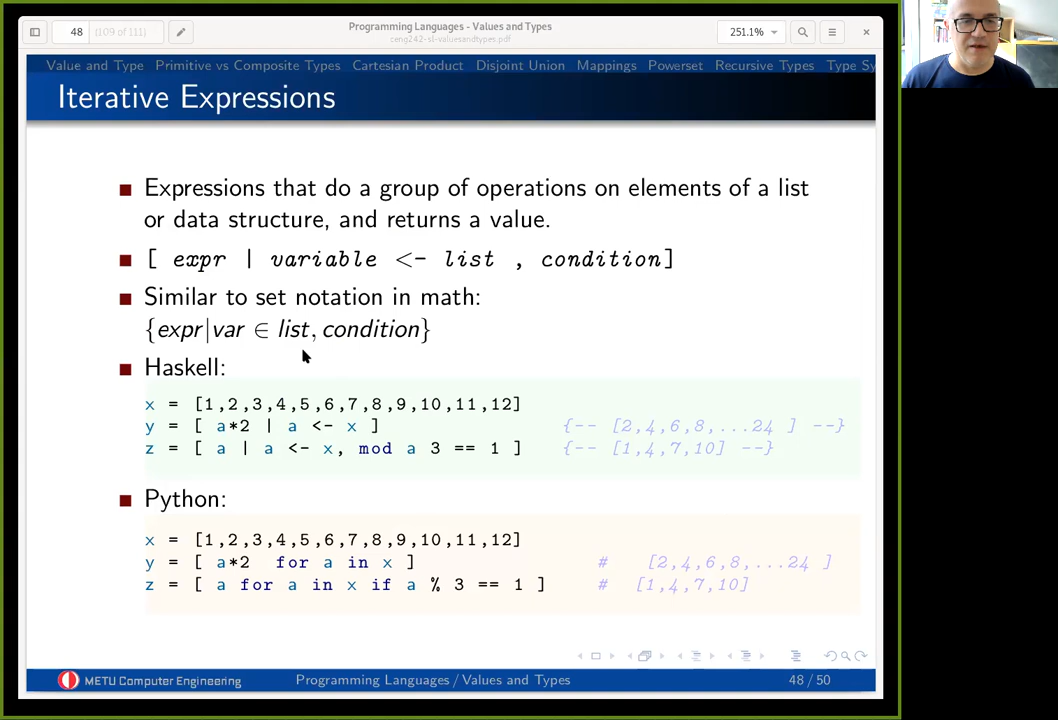 Programming Languages - Values and Types
ceng242-sl-valuesandtypes.pdf
48 (109 of 111)
251.1%
Value and Type Primitive vs Composite Types Cartesian Product Disjoint Union Mappings Powerset Recursive Types Type Sy
Iterative Expressions
Expressions that do a group of operations on elements of a list
or data structure, and returns a value.
[ expr | variable <- list , condition]
Similar to set notation in math:
{expr|var ∈ list, condition}
Haskell:
x = [1,2,3,4,5,6,7,8,9,10,11,12]
y = [ a*2 | a <- x ] {-- [2,4,6,8,...24 ] --}
z = [ a | a <- x, mod a 3 == 1 ] {-- [1,4,7,10] --}
Python:
x = [1,2,3,4,5,6,7,8,9,10,11,12]
y = [ a*2 for a in x ] # [2,4,6,8,...24 ]
z = [ a for a in x if a % 3 == 1 ] # [1,4,7,10]
METU Computer Engineering Programming Languages / Values and Types 48 / 50